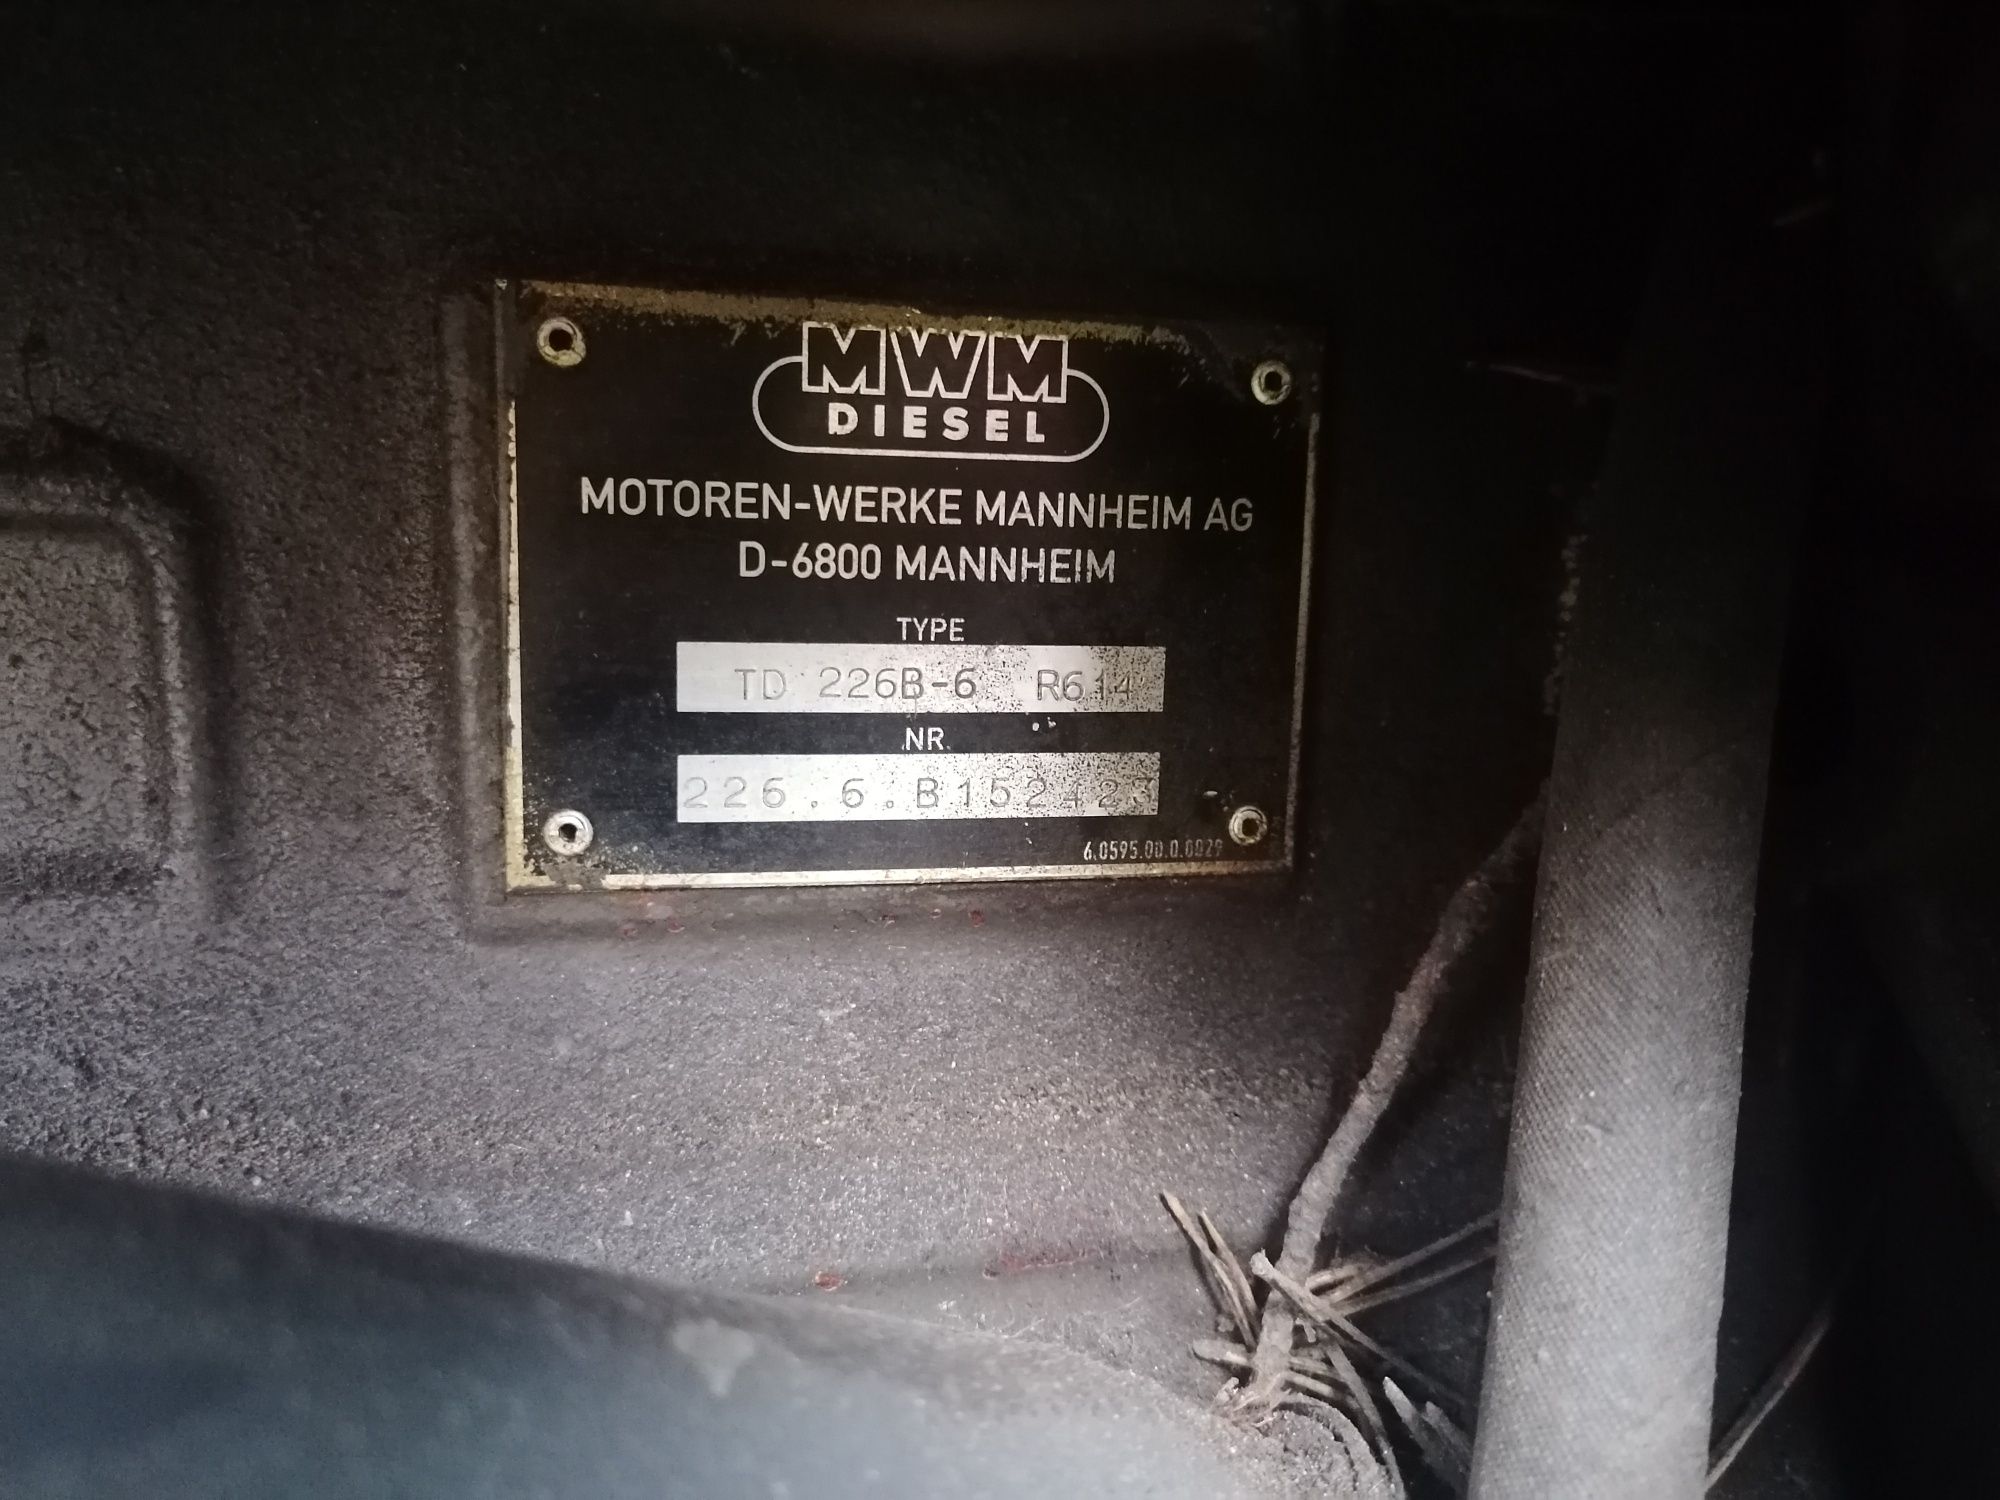 MWM
DIESEL
MOTOREN-WERKE MANNHEIM AG
D-6800 MANNHEIM
TYPE
TD 226B-6 R614
NR.
226.6.B152423
6.0595.00.0.0029